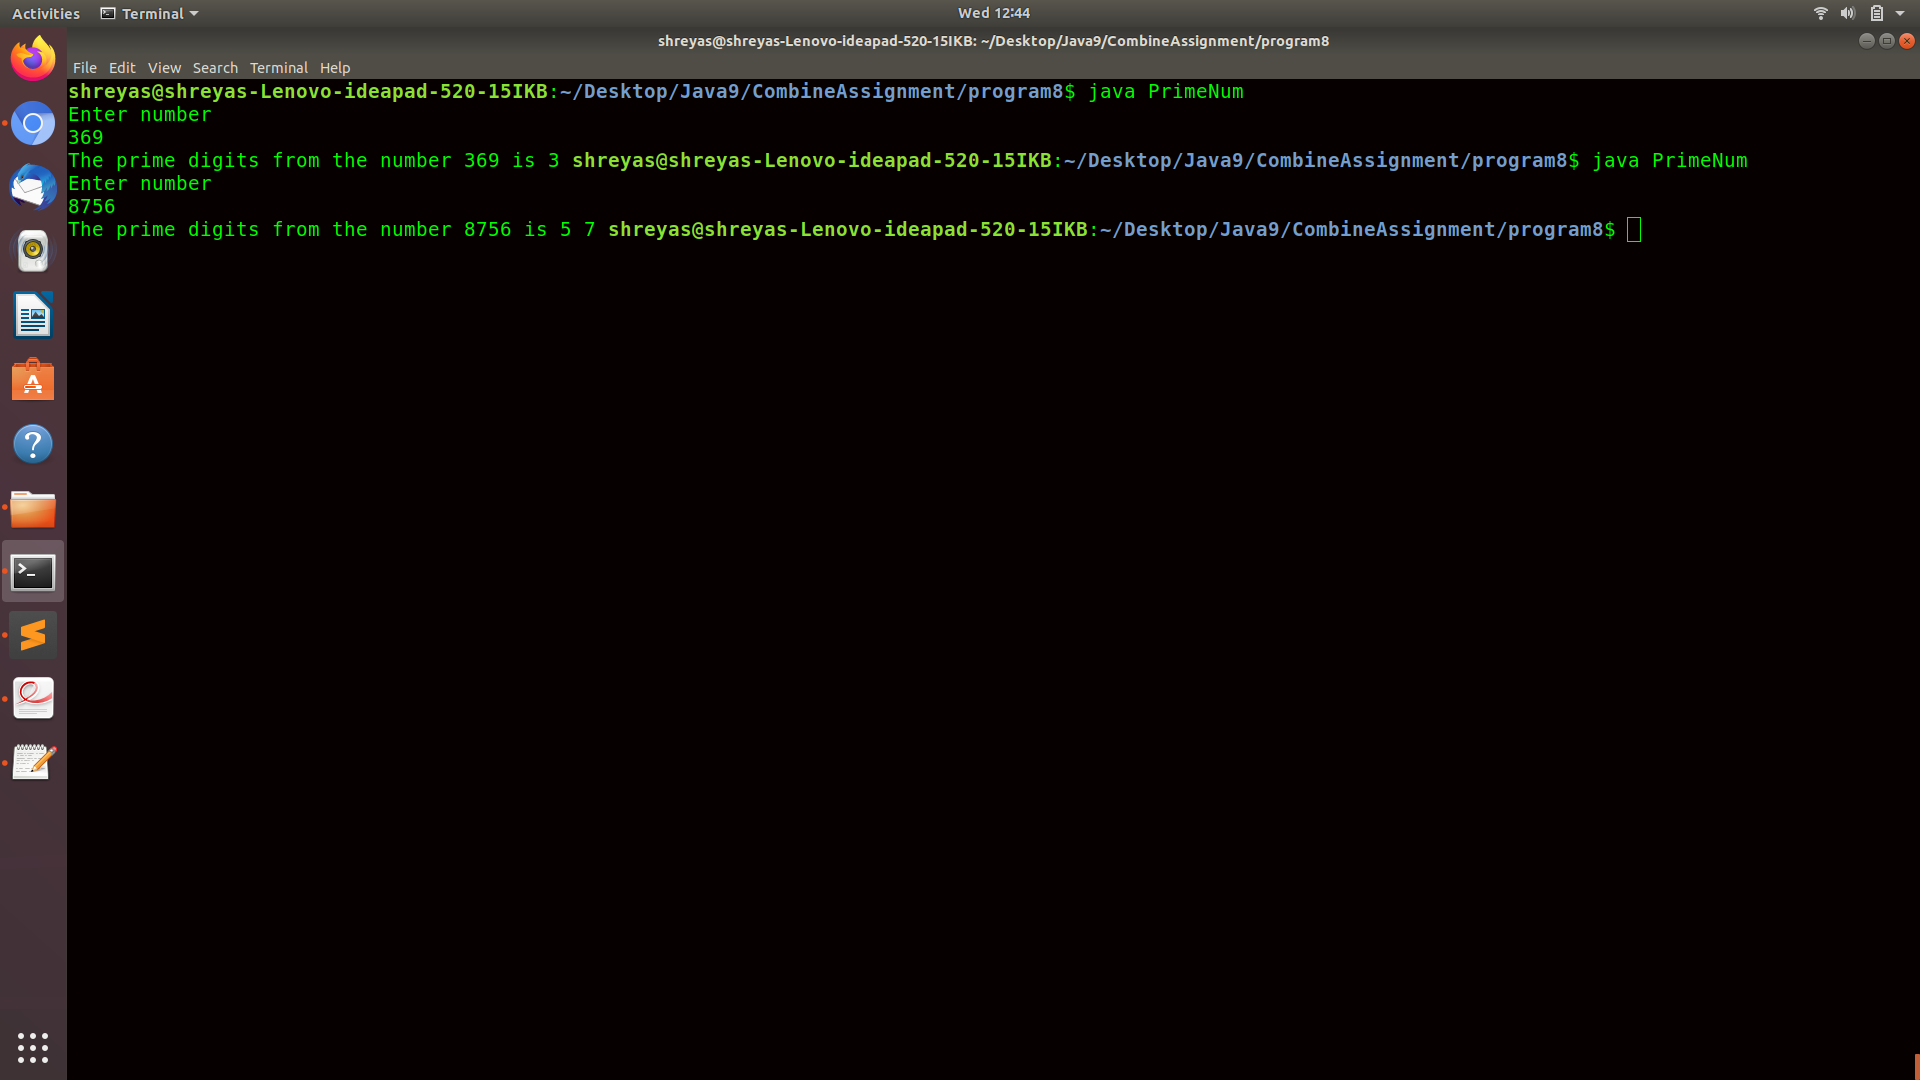 Activities Terminal Wed 12:44
shreyas@shreyas-Lenovo-ideapad-520-15IKB: ~/Desktop/Java9/CombineAssignment/program8
File Edit View Search Terminal Help
shreyas@shreyas-Lenovo-ideapad-520-15IKB:~/Desktop/Java9/CombineAssignment/program8$ java PrimeNum
Enter number
369
The prime digits from the number 369 is 3 shreyas@shreyas-Lenovo-ideapad-520-15IKB:~/Desktop/Java9/CombineAssignment/program8$ java PrimeNum
Enter number
8756
The prime digits from the number 8756 is 5 7 shreyas@shreyas-Lenovo-ideapad-520-15IKB:~/Desktop/Java9/CombineAssignment/program8$